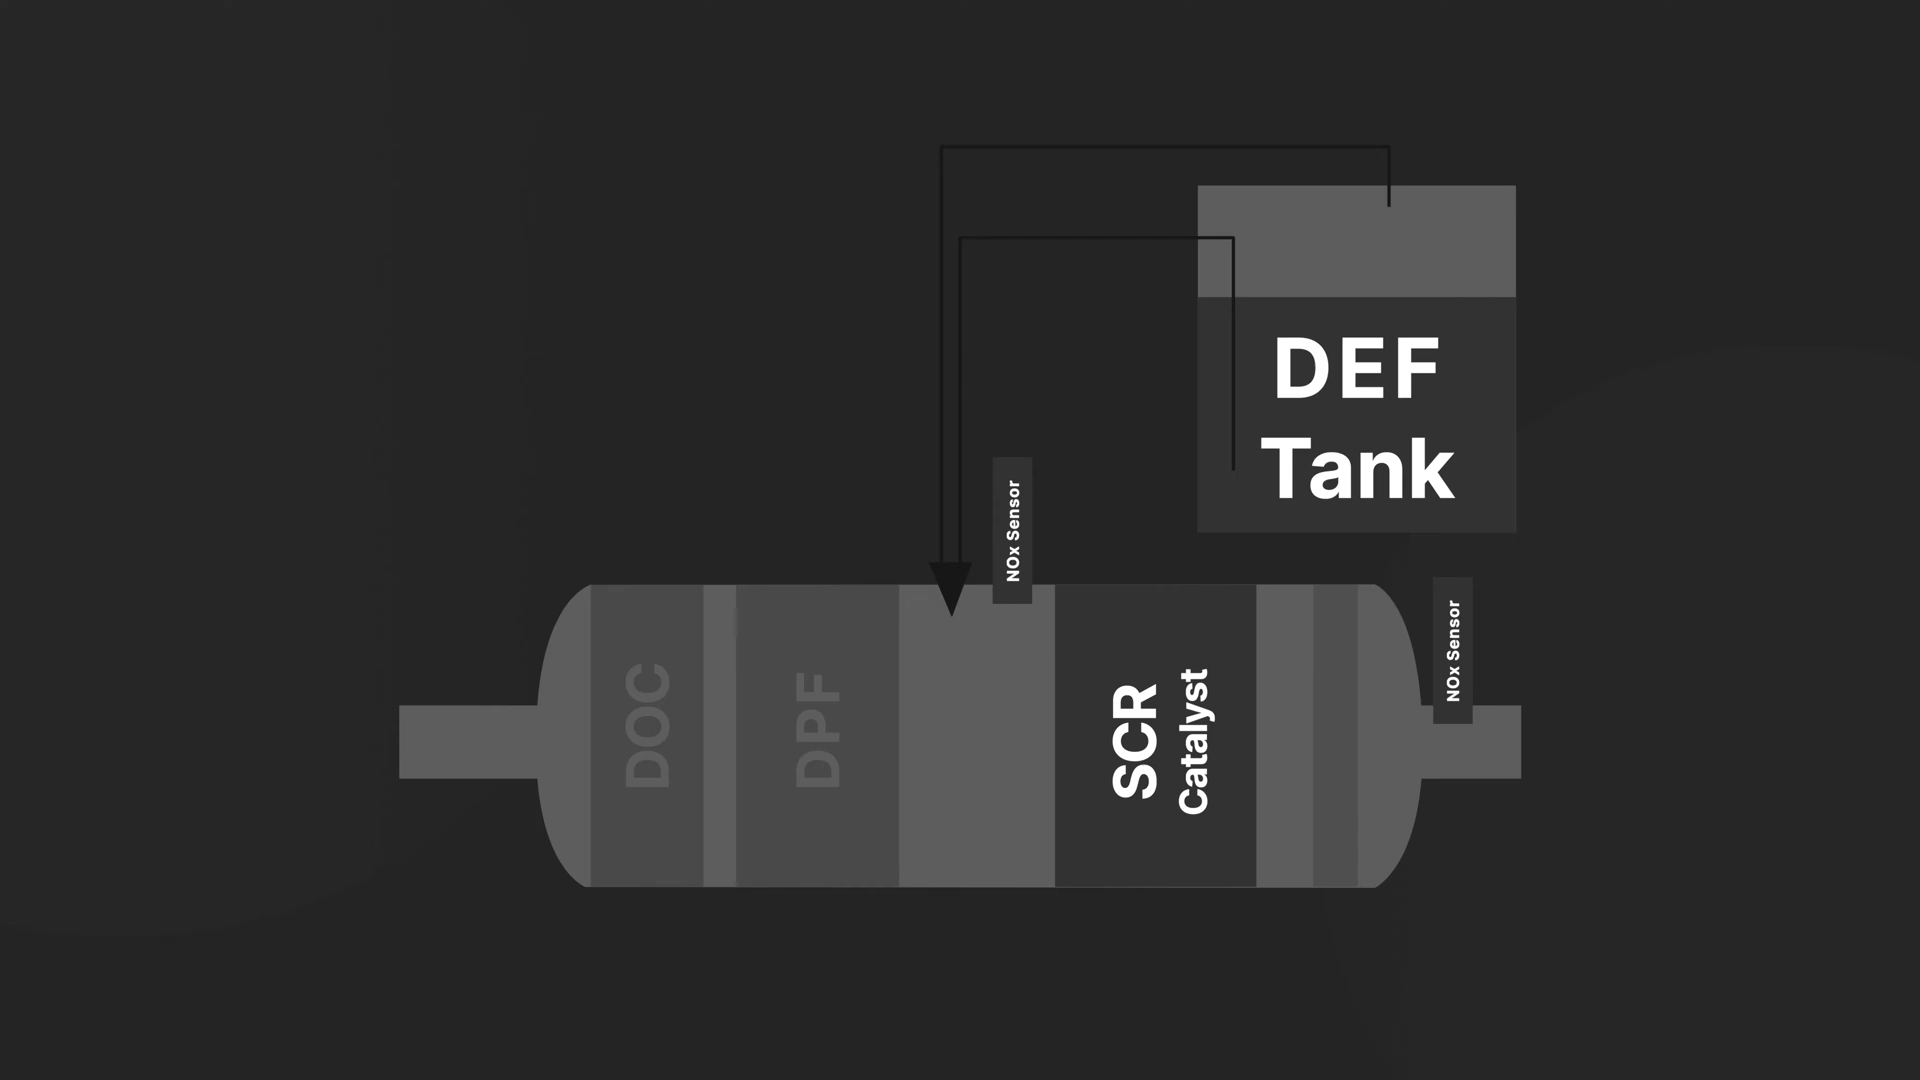 DEF
Tank
NOx Sensor
NOx Sensor
DOC
DPF
SCR
Catalyst